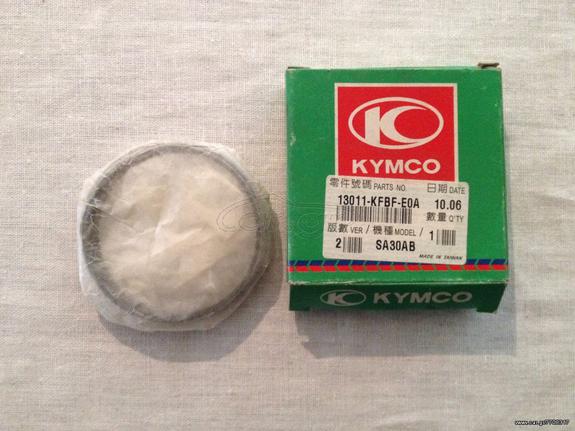 KYMCO
零件號碼 PARTS NO. 日期 DATE
13011-KFBF-E0A 10.06
數量 Q'TY
版數 VER / 機種 MODEL / 1
2 SA30AB
MADE IN TAIWAN
KYMCO